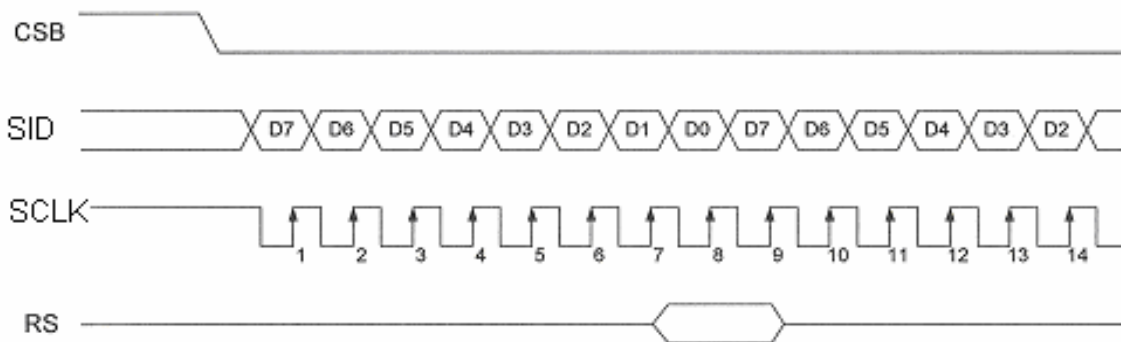 CSB
SID D7 D6 D5 D4 D3 D2 D1 D0 D7 D6 D5 D4 D3 D2
SCLK
1 2 3 4 5 6 7 8 9 10 11 12 13 14
RS